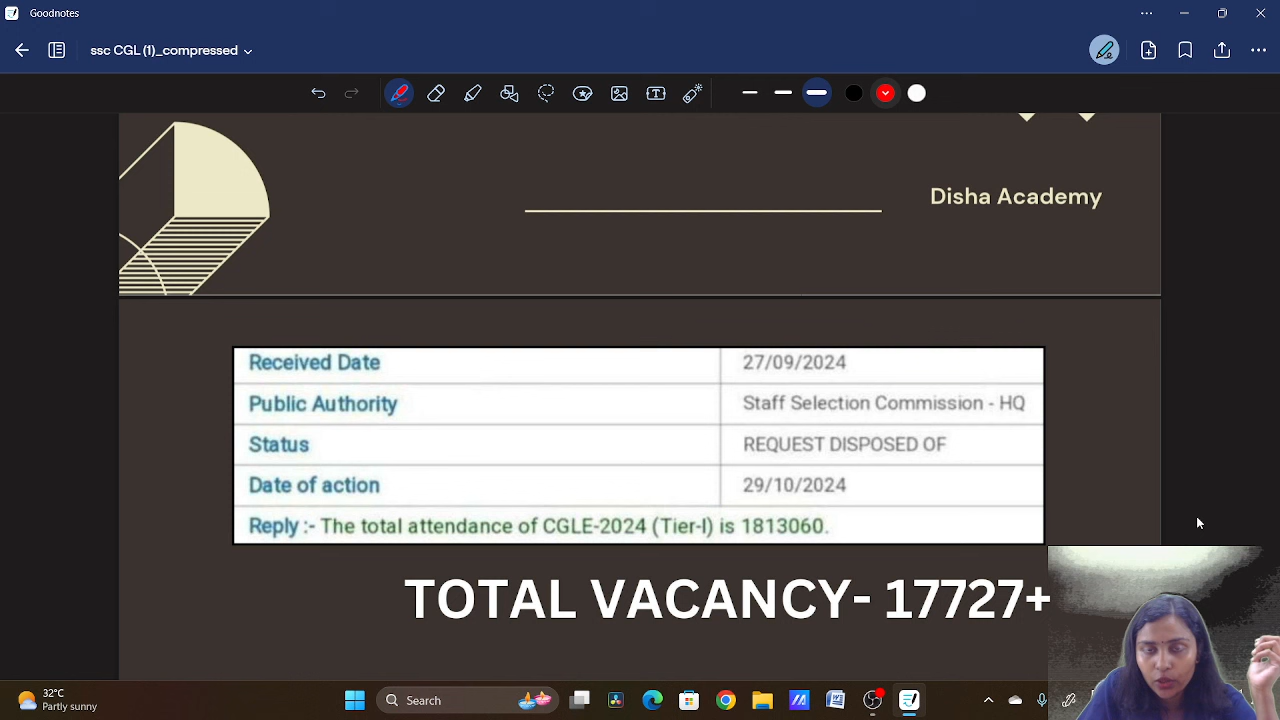 Goodnotes
ssc CGL (1)_compressed
Disha Academy
Received Date 27/09/2024
Public Authority Staff Selection Commission - HQ
Status REQUEST DISPOSED OF
Date of action 29/10/2024
Reply :- The total attendance of CGLE-2024 (Tier-I) is 1813060.
TOTAL VACANCY- 17727+
32°C
Partly sunny
Search